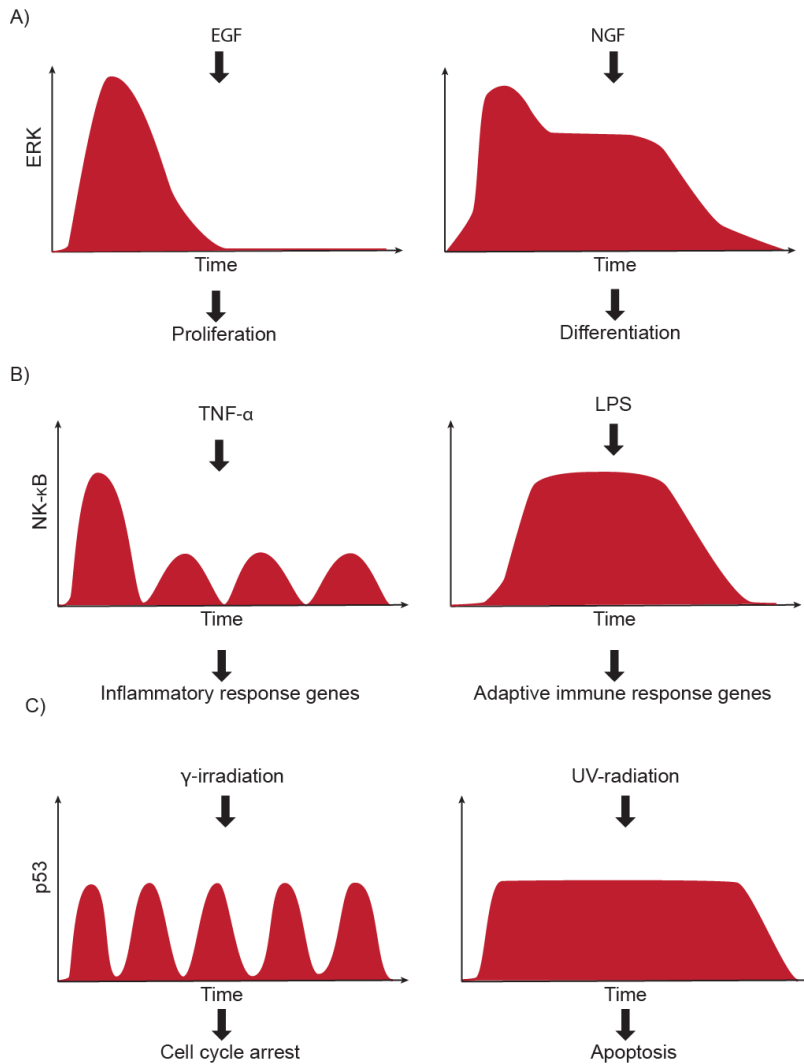 A)
EGF
NGF
ERK
Time
Time
Proliferation
Differentiation
B)
TNF-α
LPS
NK-κB
Time
Time
Inflammatory response genes
Adaptive immune response genes
C)
γ-irradiation
UV-radiation
p53
Time
Time
Cell cycle arrest
Apoptosis